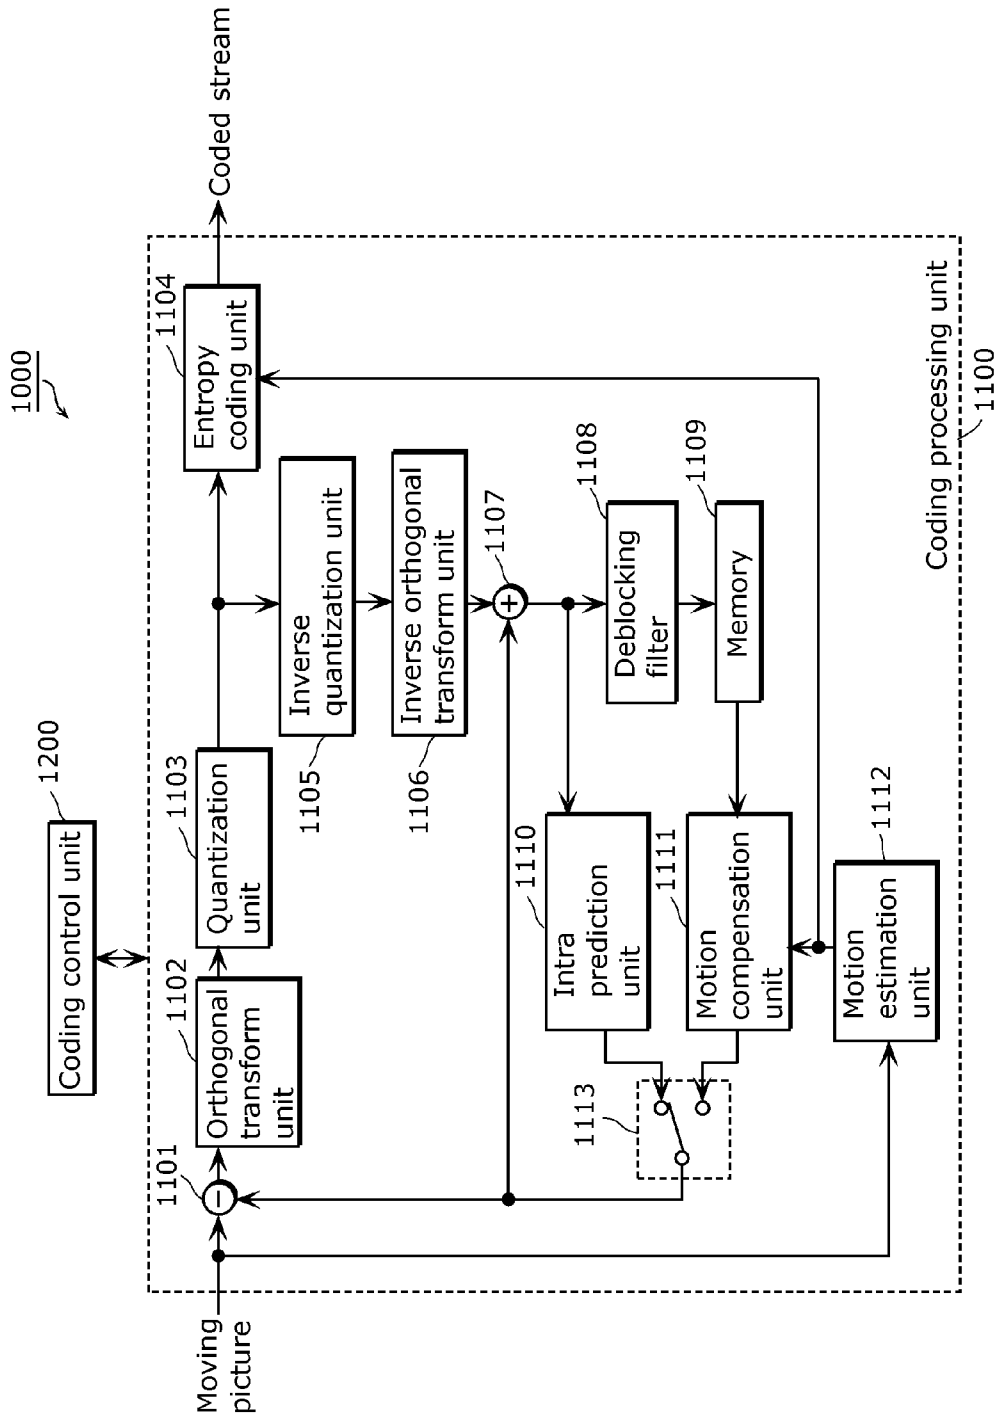 1000
Coding control unit
1200
Moving
picture
1101
Orthogonal
transform
unit
1102
Quantization
unit
1103
Entropy
coding unit
1104
Coded stream
Inverse
quantization unit
1105
Inverse orthogonal
transform unit
1106
+
1107
Deblocking
filter
1108
Memory
1109
Intra
prediction
unit
1110
Motion
compensation
unit
1111
Motion
estimation
unit
1112
1113
Coding processing unit
1100